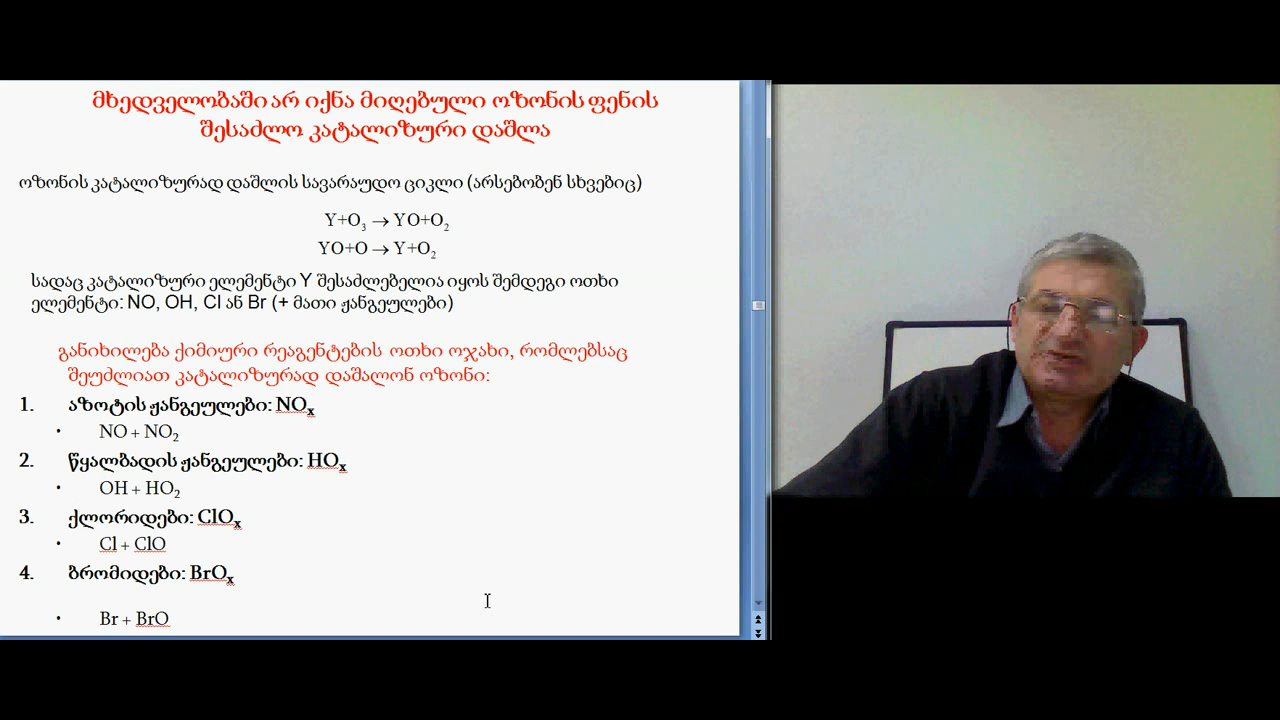 მხედველობაში არ იქნა მიღებული ოზონის ფენის
შესაძლო კატალიზური დაშლა
ოზონის კატალიზურად დაშლის სავარაუდო ციკლი (არსებობენ სხვებიც)
Y+O₃ → YO+O₂
YO+O → Y+O₂
სადაც კატალიზური ელემენტი Y შესაძლებელია იყოს შემდეგი ოთხი
ელემენტი: NO, OH, Cl ან Br (+ მათი ჟანგეულები)
განიხილება ქიმიური რეაგენტების ოთხი ოჯახი, რომლებსაც
შეუძლიათ კატალიზურად დაშალონ ოზონი:
1. აზოტის ჟანგეულები: NOₓ
• NO + NO₂
2. წყალბადის ჟანგეულები: HOₓ
• OH + HO₂
3. ქლორიდები: ClOₓ
• Cl + ClO
4. ბრომიდები: BrOₓ
• Br + BrO